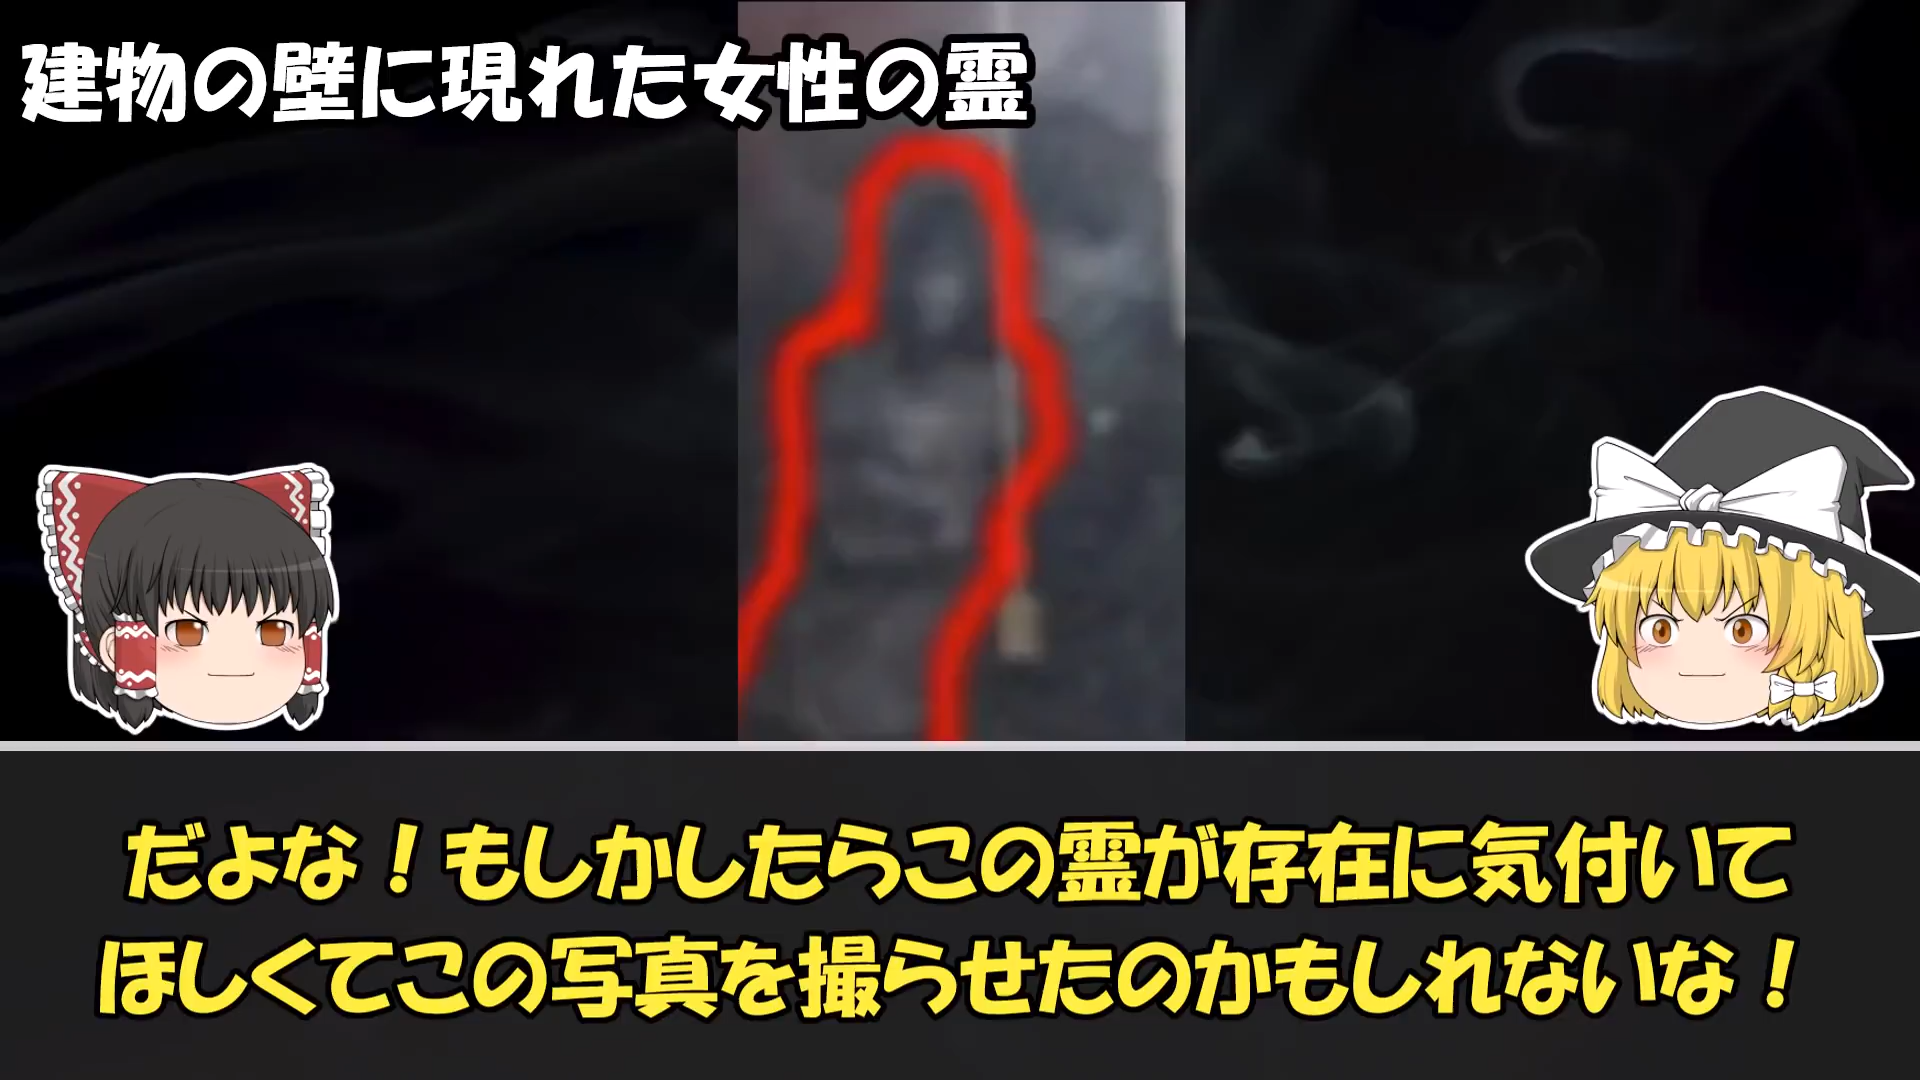 建物の壁に現れた女性の霊
だよな！もしかしたらこの霊が存在に気付いて
ほしくてこの写真を撮らせたのかもしれないな！